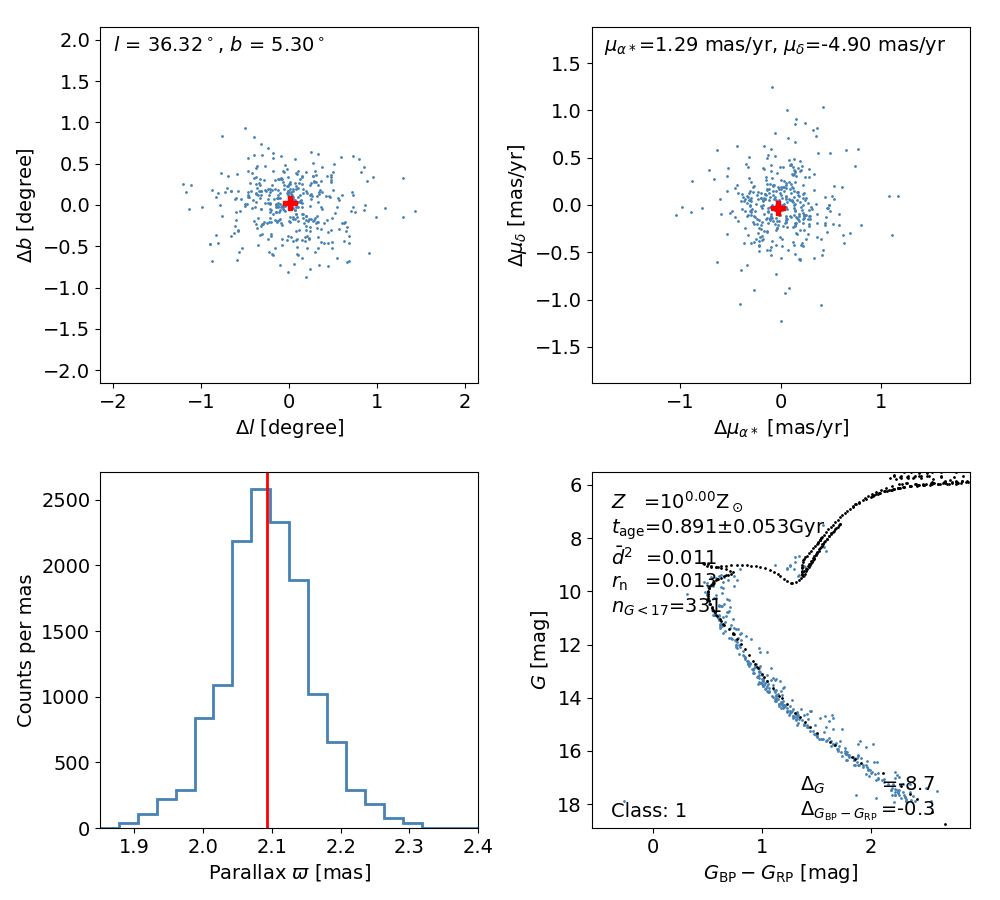 l = 36.32°, b = 5.30°
2.0
1.5
1.0
0.5
0.0
−0.5
−1.0
−1.5
−2.0
Δb [degree]
−2 −1 0 1 2
Δl [degree]
μα∗=1.29 mas/yr, μδ=-4.90 mas/yr
1.5
1.0
0.5
0.0
−0.5
−1.0
−1.5
Δμδ [mas/yr]
−1 0 1
Δμα∗ [mas/yr]
2500
2000
1500
1000
500
0
Counts per mas
1.9 2.0 2.1 2.2 2.3 2.4
Parallax ϖ [mas]
Z =10^0.00Z⊙
t_age=0.891±0.053Gyr
d̄² =0.011
r_n =0.013
n_G<17=331
6
8
10
12
14
16
18
G [mag]
Δ_G =-8.7
Δ_G_BP−G_RP =-0.3
Class: 1
0 1 2
G_BP − G_RP [mag]